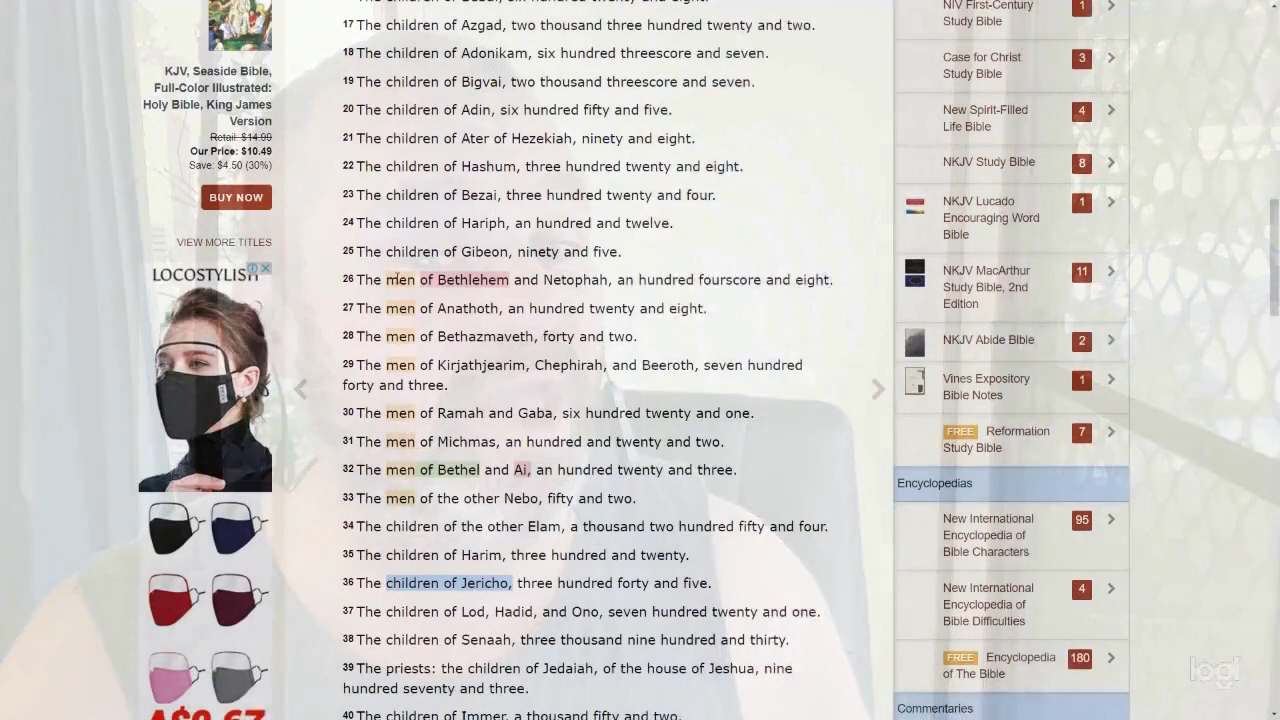 KJV, Seaside Bible,
Full-Color Illustrated:
Holy Bible, King James
Version
Retail: $14.99
Our Price: $10.49
Save: $4.50 (30%)
BUY NOW
VIEW MORE TITLES
LOCOSTYLISH
17 The children of Azgad, two thousand three hundred twenty and two.
18 The children of Adonikam, six hundred threescore and seven.
19 The children of Bigvai, two thousand threescore and seven.
20 The children of Adin, six hundred fifty and five.
21 The children of Ater of Hezekiah, ninety and eight.
22 The children of Hashum, three hundred twenty and eight.
23 The children of Bezai, three hundred twenty and four.
24 The children of Hariph, an hundred and twelve.
25 The children of Gibeon, ninety and five.
26 The men of Bethlehem and Netophah, an hundred fourscore and eight.
27 The men of Anathoth, an hundred twenty and eight.
28 The men of Bethazmaveth, forty and two.
29 The men of Kirjathjearim, Chephirah, and Beeroth, seven hundred
forty and three.
30 The men of Ramah and Gaba, six hundred twenty and one.
31 The men of Michmas, an hundred and twenty and two.
32 The men of Bethel and Ai, an hundred twenty and three.
33 The men of the other Nebo, fifty and two.
34 The children of the other Elam, a thousand two hundred fifty and four.
35 The children of Harim, three hundred and twenty.
36 The children of Jericho, three hundred forty and five.
37 The children of Lod, Hadid, and Ono, seven hundred twenty and one.
38 The children of Senaah, three thousand nine hundred and thirty.
39 The priests: the children of Jedaiah, of the house of Jeshua, nine
hundred seventy and three.
40 The children of Immer, a thousand fifty and two.
NIV First-Century
Study Bible 1
Case for Christ 3
Study Bible
New Spirit-Filled 4
Life Bible
NKJV Study Bible 8
NKJV Lucado 1
Encouraging Word
Bible
NKJV MacArthur 11
Study Bible, 2nd
Edition
NKJV Abide Bible 2
Vines Expository 1
Bible Notes
FREE Reformation 7
Study Bible
Encyclopedias
New International 95
Encyclopedia of
Bible Characters
New International 4
Encyclopedia of
Bible Difficulties
FREE Encyclopedia 180
of The Bible
Commentaries
logi